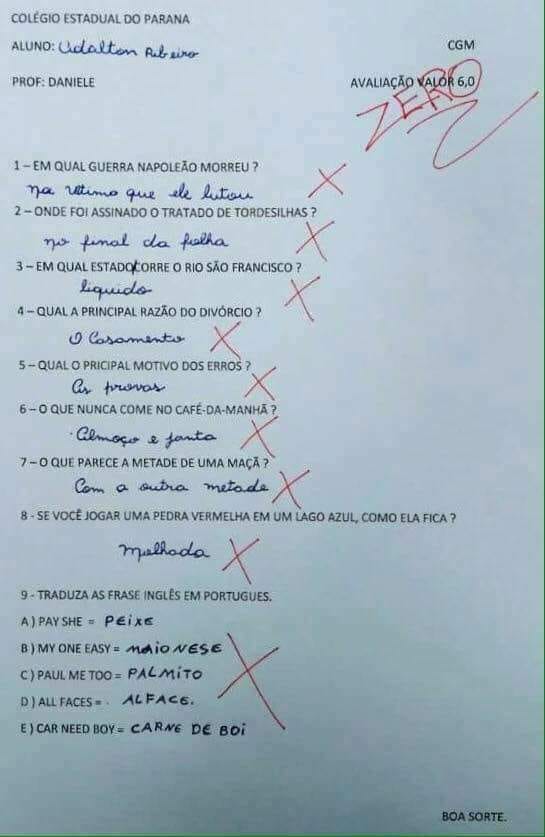 COLÉGIO ESTADUAL DO PARANA
ALUNO: Udalton Ribeiro CGM
PROF: DANIELE AVALIAÇÃO VALOR 6,0
ZERO
1 – EM QUAL GUERRA NAPOLEÃO MORREU ?
na ultima que ele lutou
2 – ONDE FOI ASSINADO O TRATADO DE TORDESILHAS ?
no final da folha
3 – EM QUAL ESTADO CORRE O RIO SÃO FRANCISCO ?
liquido
4 – QUAL A PRINCIPAL RAZÃO DO DIVÓRCIO ?
O Casamento
5 – QUAL O PRICIPAL MOTIVO DOS ERROS ?
As provas
6 – O QUE NUNCA COME NO CAFÉ-DA-MANHÃ ?
Almoço e janta
7 – O QUE PARECE A METADE DE UMA MAÇÃ ?
Com a outra metade
8 - SE VOCÊ JOGAR UMA PEDRA VERMELHA EM UM LAGO AZUL, COMO ELA FICA ?
Molhada
9 - TRADUZA AS FRASE INGLÊS EM PORTUGUES.
A ) PAY SHE = PEIXE
B ) MY ONE EASY = MAIONESE
C ) PAUL ME TOO = PALMITO
D ) ALL FACES = ALFACE.
E ) CAR NEED BOY = CARNE DE BOI
BOA SORTE.